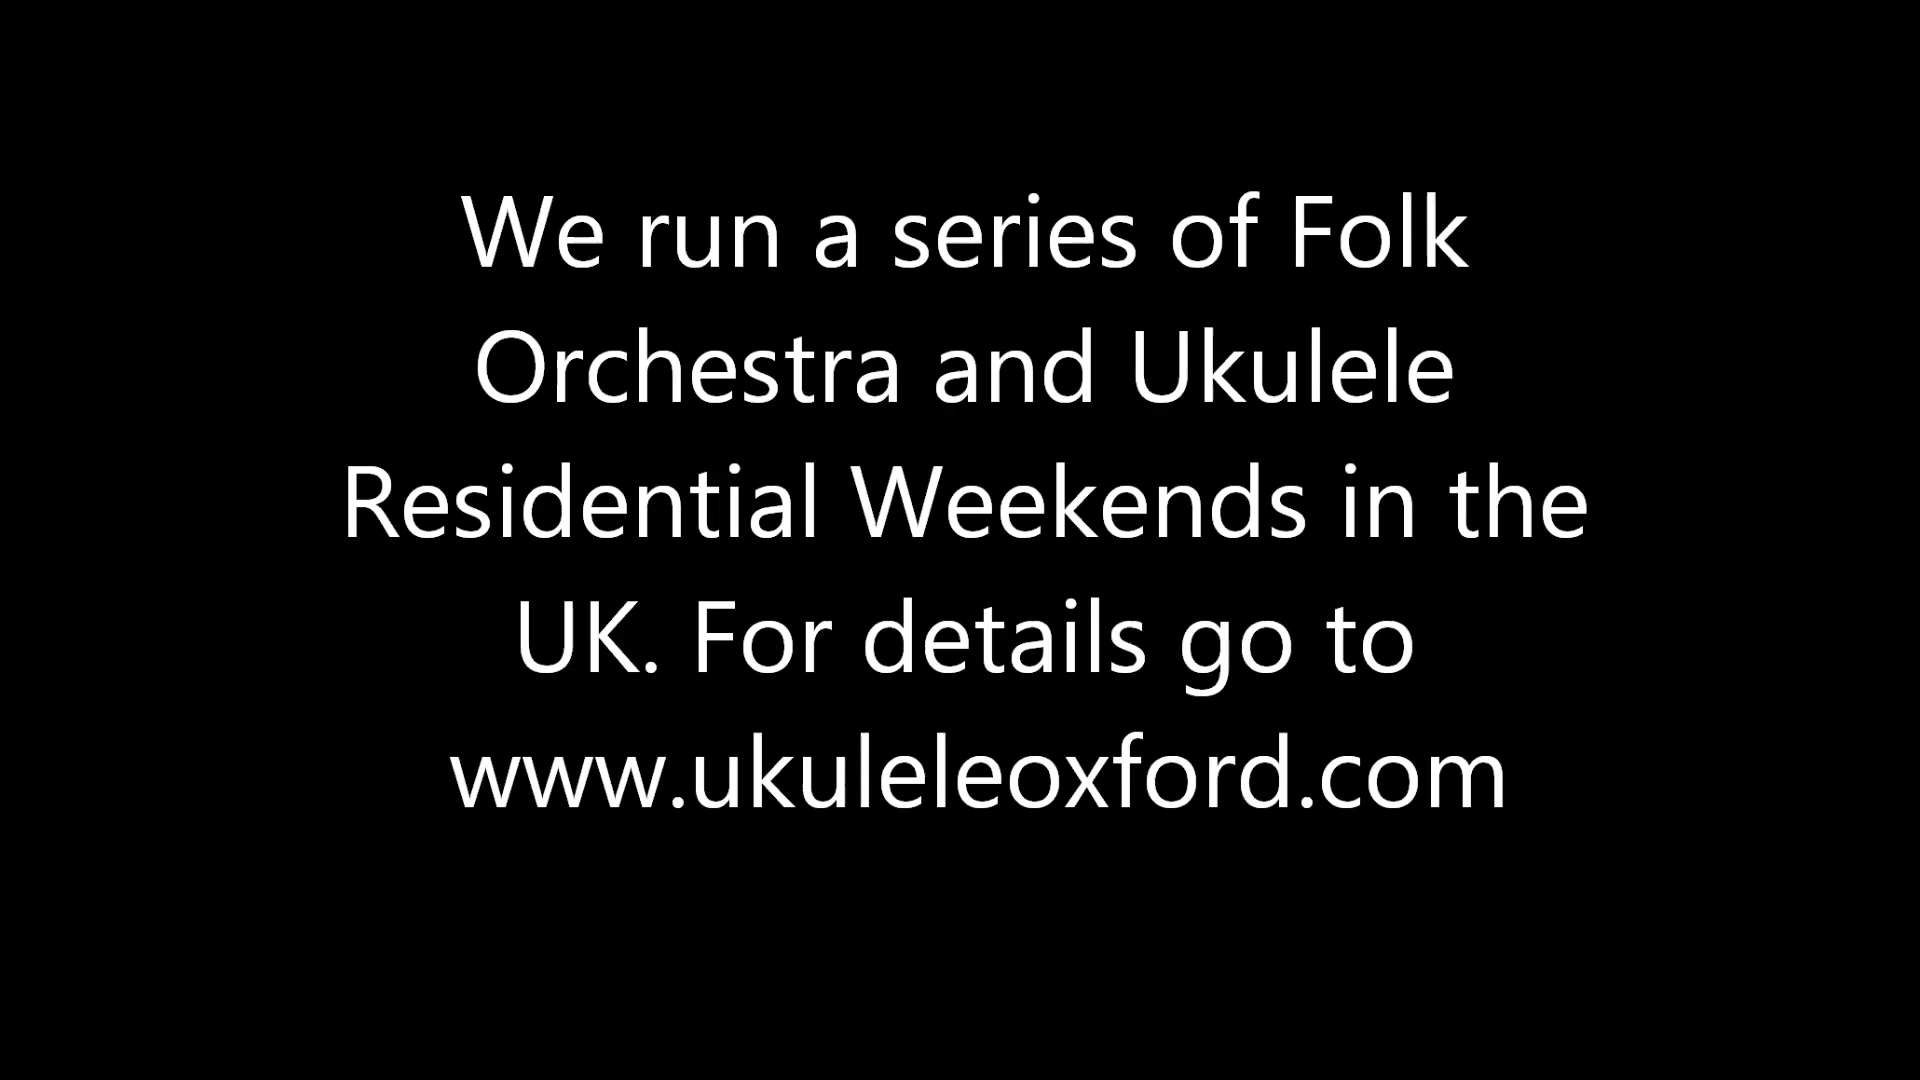 We run a series of Folk
Orchestra and Ukulele
Residential Weekends in the
UK. For details go to
www.ukuleleoxford.com